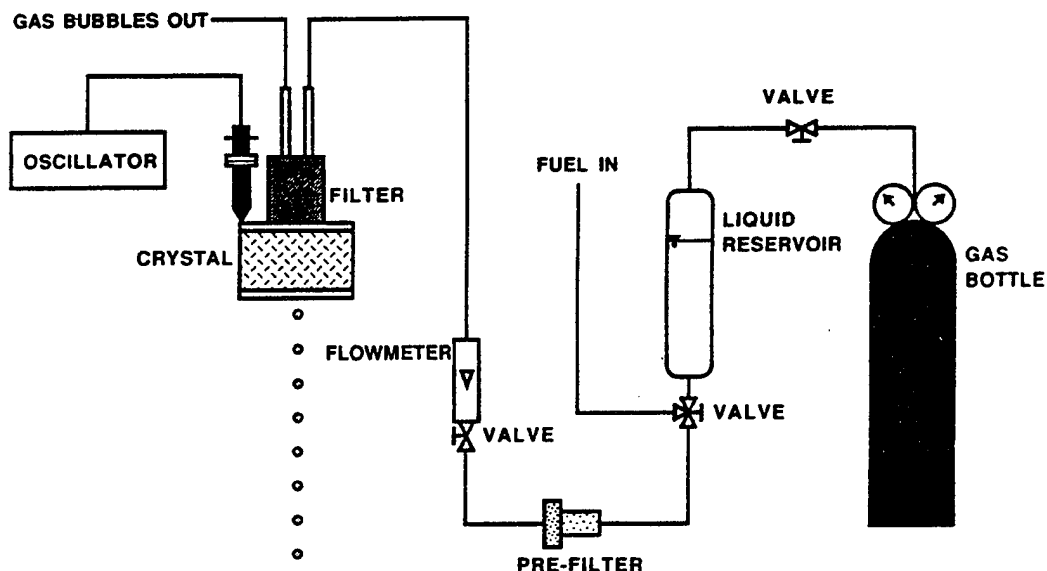 GAS BUBBLES OUT
VALVE
OSCILLATOR
FUEL IN
FILTER
LIQUID
RESERVOIR
CRYSTAL
GAS
BOTTLE
FLOWMETER
VALVE
VALVE
PRE-FILTER